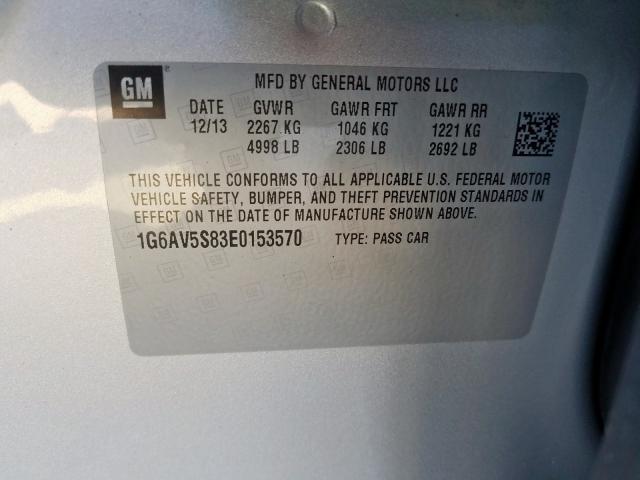 GM
MFD BY GENERAL MOTORS LLC
DATE GVWR GAWR FRT GAWR RR
12/13 2267 KG 1046 KG 1221 KG
4998 LB 2306 LB 2692 LB
THIS VEHICLE CONFORMS TO ALL APPLICABLE U.S. FEDERAL MOTOR
VEHICLE SAFETY, BUMPER, AND THEFT PREVENTION STANDARDS IN
EFFECT ON THE DATE OF MANUFACTURE SHOWN ABOVE.
1G6AV5S83E0153570 TYPE: PASS CAR